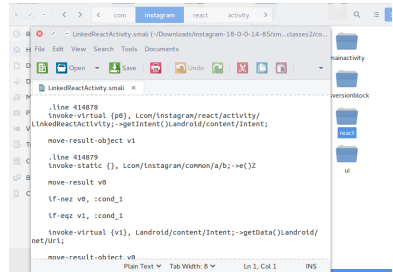 com
instagram
react
activity
LinkedReactActivity.smali (~/Downloads/instagram-18-0-0-14-85/sm...classes2/co...
File Edit View Search Tools Documents
Open
Save
Undo
LinkedReactActivity.smali
.line 414878
invoke-virtual {p0}, Lcom/instagram/react/activity/
LinkedReactActivity;->getIntent()Landroid/content/Intent;
move-result-object v1
.line 414879
invoke-static {}, Lcom/instagram/common/a/b;->e()Z
move-result v0
if-nez v0, :cond_1
if-eqz v1, :cond_1
invoke-virtual {v1}, Landroid/content/Intent;->getData()Landroid/
net/Uri;
move-result-object v0
Plain Text Tab Width: 8 Ln 1, Col 1 INS
mainactivity
versionblock
react
ui